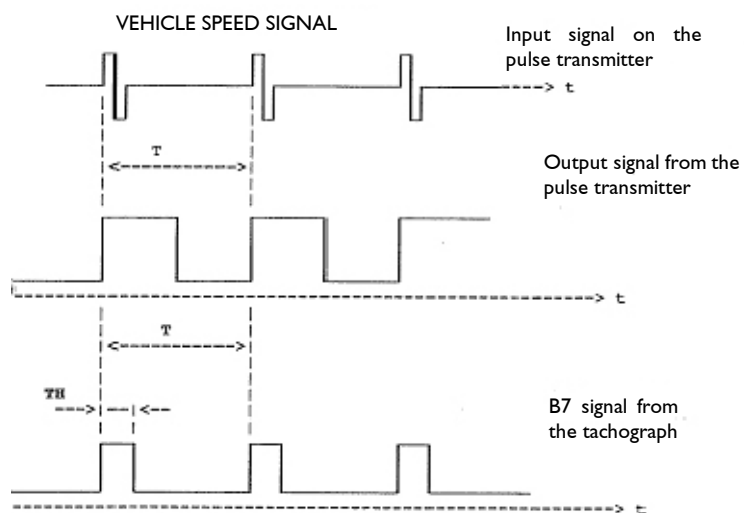 VEHICLE SPEED SIGNAL
Input signal on the
pulse transmitter
t
T
Output signal from the
pulse transmitter
t
T
TH
B7 signal from
the tachograph
t